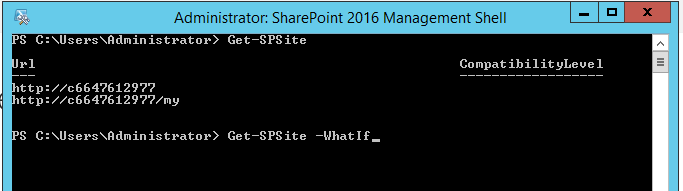 Administrator: SharePoint 2016 Management Shell
PS C:\Users\Administrator> Get-SPSite
Url CompatibilityLevel
--- ------------------
http://c6647612977
http://c6647612977/my
PS C:\Users\Administrator> Get-SPSite -WhatIf_